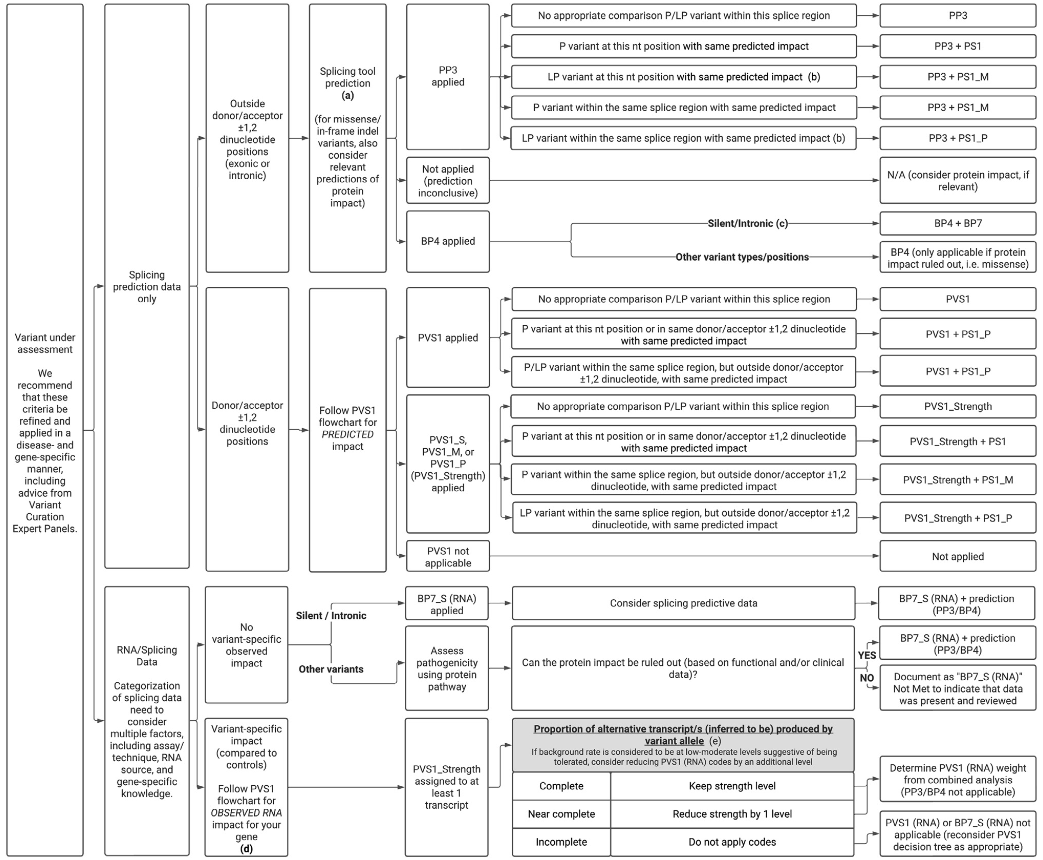 Variant under
assessment
We
recommend
that these
criteria be
refined and
applied in a
disease- and
gene-specific
manner,
including
advice from
Variant
Curation
Expert Panels.
Splicing
prediction data
only
Outside
donor/acceptor
±1,2
dinucleotide
positions
(exonic or
intronic)
Splicing tool
prediction
(a)
(for missense/
in-frame indel
variants, also
consider
relevant
predictions of
protein
impact)
PP3
applied
No appropriate comparison P/LP variant within this splice region
PP3
P variant at this nt position with same predicted impact
PP3 + PS1
LP variant at this nt position with same predicted impact (b)
PP3 + PS1_M
P variant within the same splice region with same predicted impact
PP3 + PS1_M
LP variant within the same splice region with same predicted impact (b)
PP3 + PS1_P
Not applied
(prediction
inconclusive)
N/A (consider protein impact, if
relevant)
BP4 applied
Silent/Intronic (c)
BP4 + BP7
Other variant types/positions
BP4 (only applicable if protein
impact ruled out, i.e. missense)
Donor/acceptor
±1,2
dinucleotide
positions
Follow PVS1
flowchart for
PREDICTED
impact
PVS1 applied
No appropriate comparison P/LP variant within this splice region
PVS1
P variant at this nt position or in same donor/acceptor ±1,2 dinucleotide
with same predicted impact
PVS1 + PS1_P
P/LP variant within the same splice region, but outside donor/acceptor
±1,2 dinucleotide, with same predicted impact
PVS1 + PS1_P
PVS1_S,
PVS1_M, or
PVS1_P
(PVS1_Strength)
applied
No appropriate comparison P/LP variant within this splice region
PVS1_Strength
P variant at this nt position or in same donor/acceptor ±1,2 dinucleotide
with same predicted impact
PVS1_Strength + PS1
P variant within the same splice region, but outside donor/acceptor ±1,2
dinucleotide, with same predicted impact
PVS1_Strength + PS1_M
LP variant within the same splice region, but outside donor/acceptor ±1,2
dinucleotide, with same predicted impact
PVS1_Strength + PS1_P
PVS1 not
applicable
Not applied
RNA/Splicing
Data
Categorization
of splicing data
need to
consider
multiple factors,
including assay/
technique, RNA
source, and
gene-specific
knowledge.
No
variant-specific
observed
impact
Silent / Intronic
BP7_S (RNA)
applied
Consider splicing predictive data
BP7_S (RNA) + prediction
(PP3/BP4)
Other variants
Assess
pathogenicity
using protein
pathway
Can the protein impact be ruled out (based on functional and/or clinical
data)?
YES
BP7_S (RNA) + prediction
(PP3/BP4)
NO
Document as "BP7_S (RNA)"
Not Met to indicate that data
was present and reviewed
Variant-specific
impact
(compared to
controls)
Follow PVS1
flowchart for
OBSERVED RNA
impact for your
gene
(d)
PVS1_Strength
assigned to at
least 1
transcript
Proportion of alternative transcript/s (inferred to be) produced by
variant allele (e)
If background rate is considered to be at low-moderate levels suggestive of being
tolerated, consider reducing PVS1 (RNA) codes by an additional level
Complete Keep strength level
Near complete Reduce strength by 1 level
Incomplete Do not apply codes
Determine PVS1 (RNA) weight
from combined analysis
(PP3/BP4 not applicable)
PVS1 (RNA) or BP7_S (RNA) not
applicable (reconsider PVS1
decision tree as appropriate)